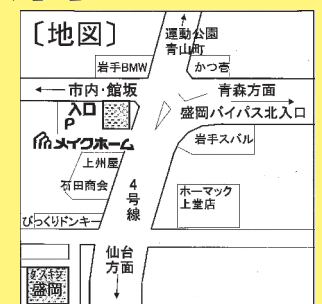 〔地図〕
運動公園
青山町
岩手BMW
かつ壱
←市内・館坂
青森方面
→
入口
P
盛岡バイパス北入口
メイクホーム
岩手スバル
上州屋
石田商会
4号線
ホーマック
上堂店
びっくりドンキー
仙台
方面
↓
ダスキン
盛岡